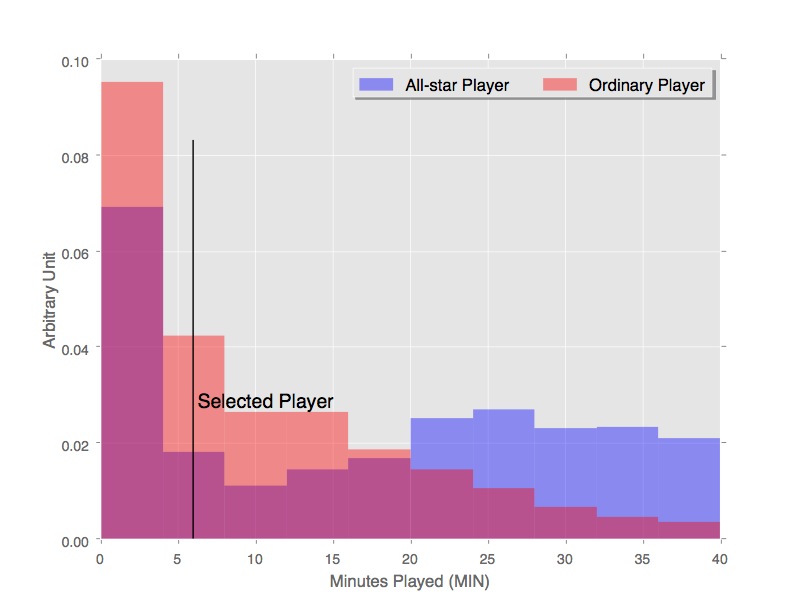 All-star Player Ordinary Player
0.10
0.08
0.06
0.04
0.02
0.00
Arbitrary Unit
Selected Player
0 5 10 15 20 25 30 35 40
Minutes Played (MIN)